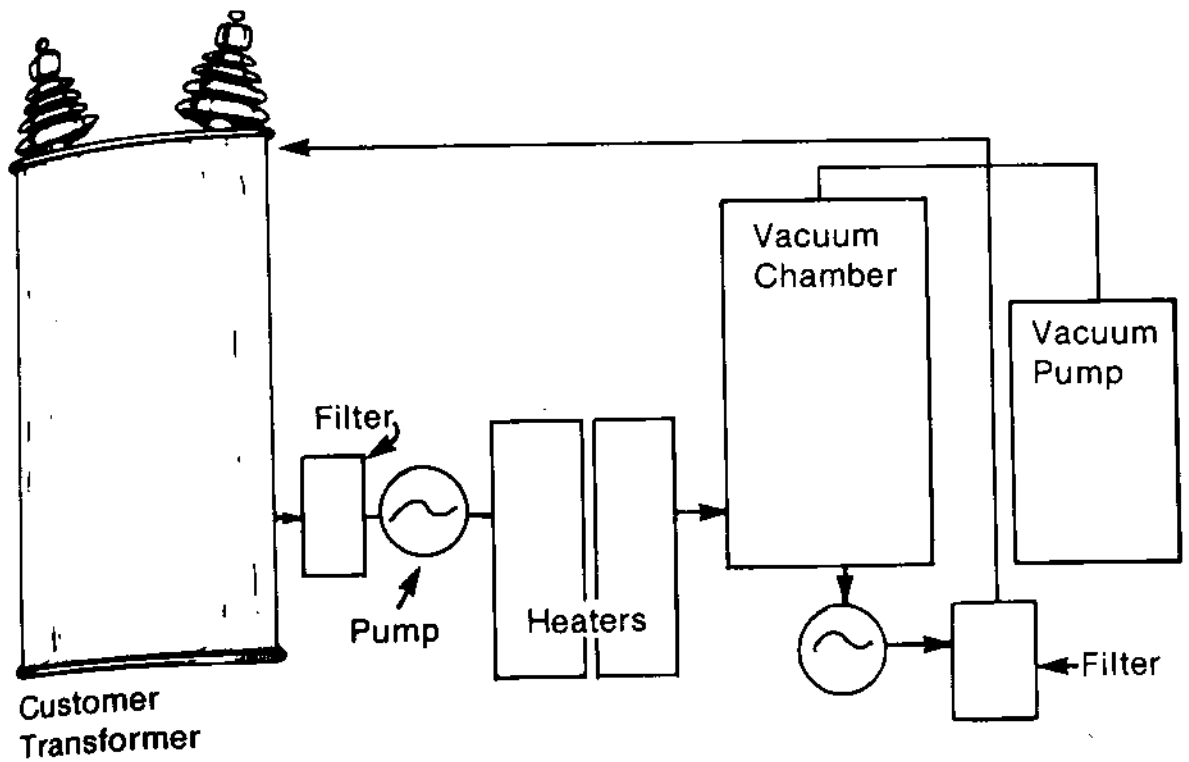 Vacuum
Chamber
Vacuum
Pump
Filter
Pump
Heaters
Filter
Customer
Transformer